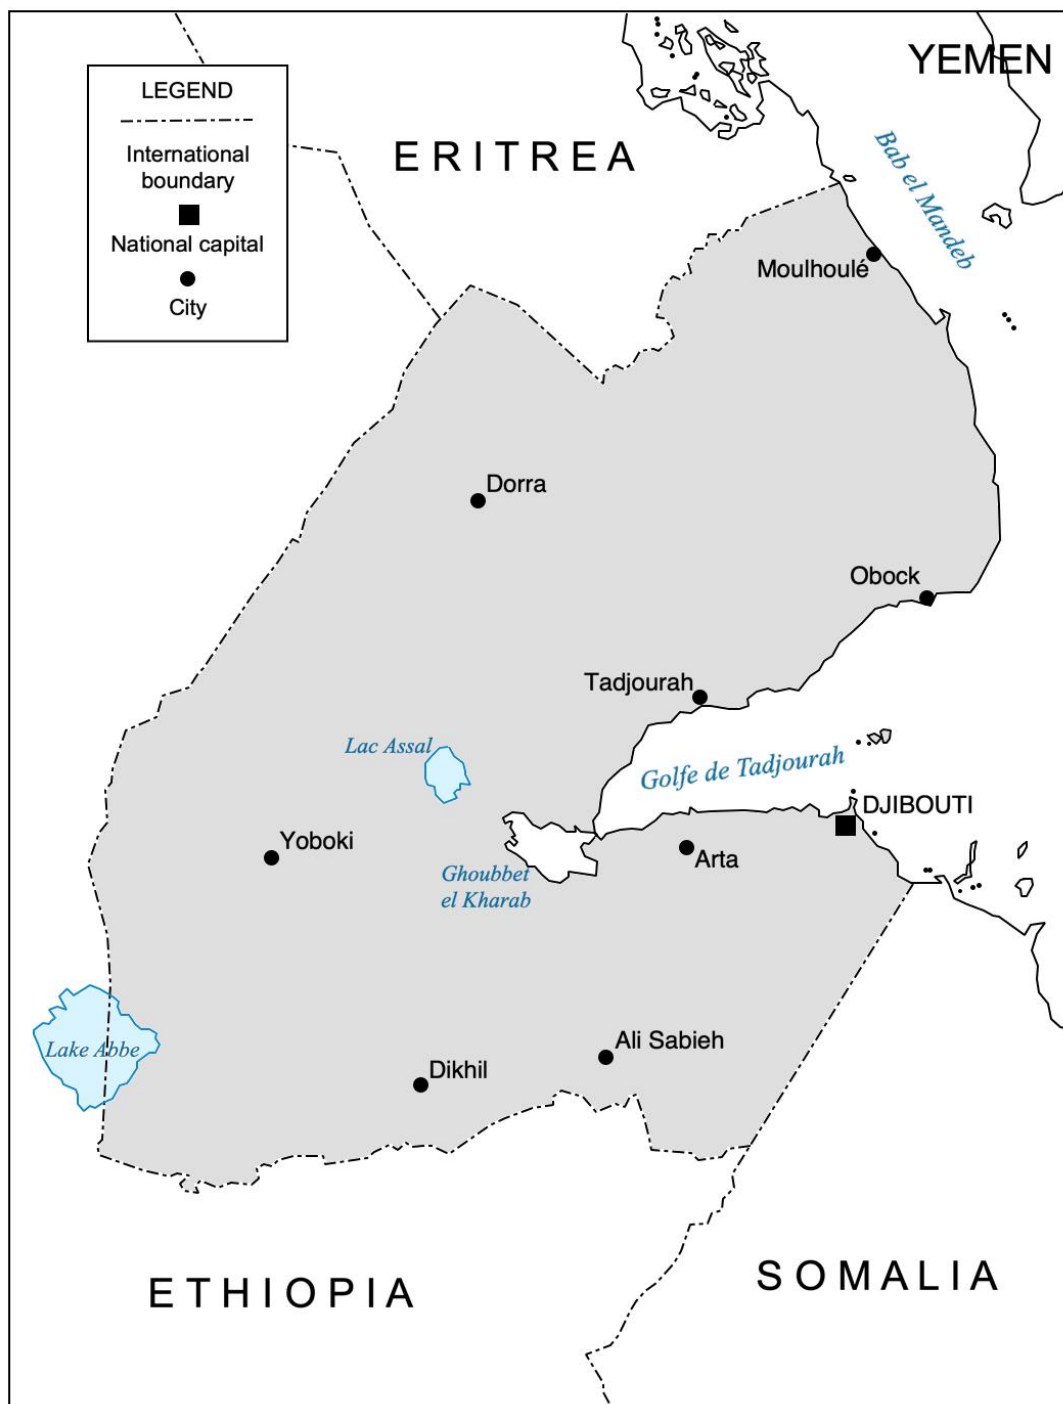 YEMEN
LEGEND
International
boundary
National capital
City
ERITREA
Bab el Mandeb
Moulhoulé
Dorra
Obock
Tadjourah
Lac Assal
Golfe de Tadjourah
DJIBOUTI
Yoboki
Arta
Ghoubbet
el Kharab
Lake Abbe
Ali Sabieh
Dikhil
ETHIOPIA
SOMALIA